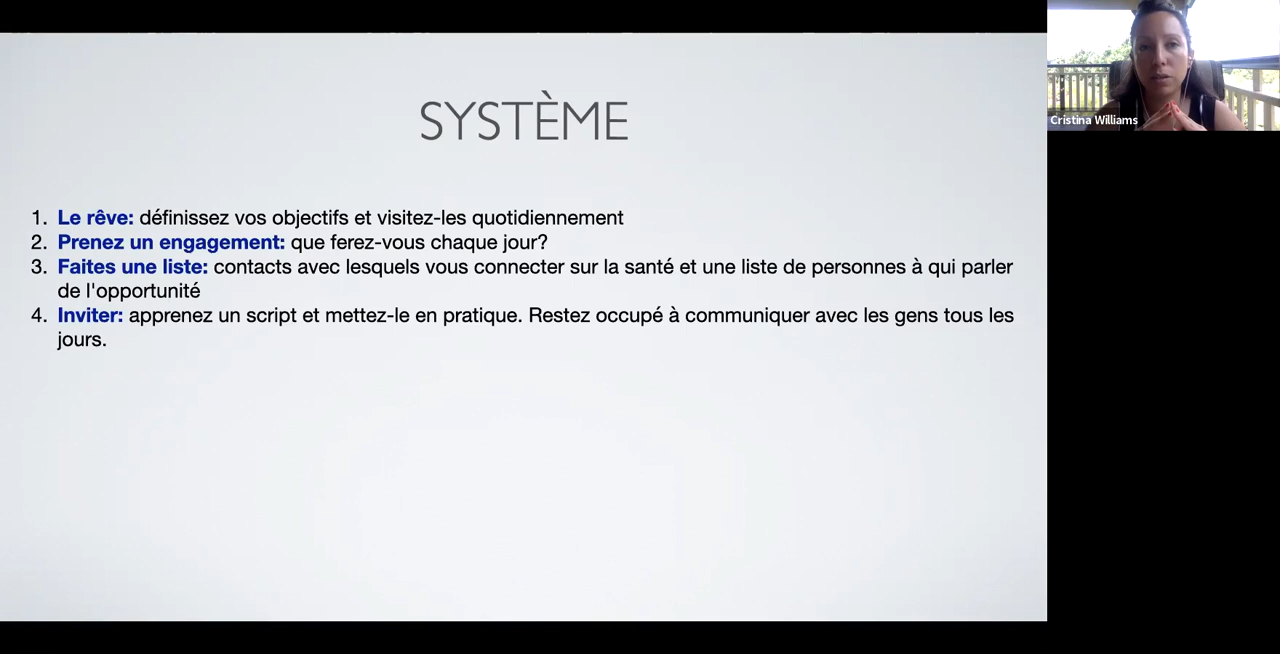 SYSTÈME
1. Le rêve: définissez vos objectifs et visitez-les quotidiennement
2. Prenez un engagement: que ferez-vous chaque jour?
3. Faites une liste: contacts avec lesquels vous connecter sur la santé et une liste de personnes à qui parler
de l'opportunité
4. Inviter: apprenez un script et mettez-le en pratique. Restez occupé à communiquer avec les gens tous les
jours.
Cristina Williams